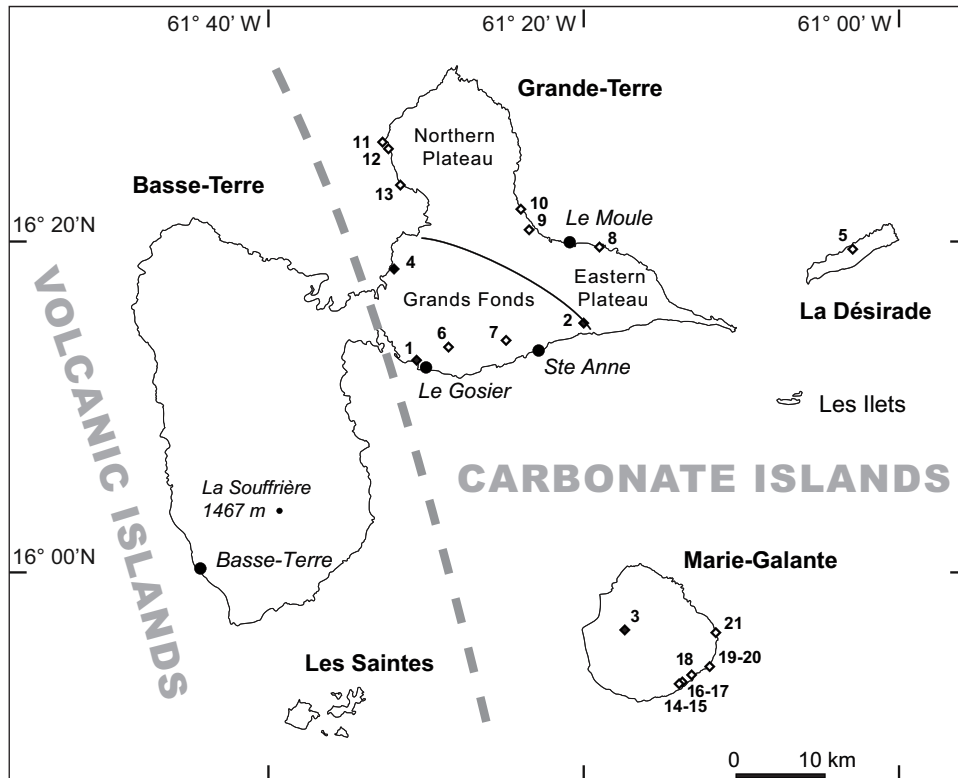 61° 40' W
61° 20' W
61° 00' W
Grande-Terre
Northern
Plateau
11
12
13
Basse-Terre
10
9
Le Moule
8
5
16° 20'N
4
Eastern
Plateau
Grands Fonds
La Désirade
2
6
7
1
Ste Anne
Le Gosier
Les Ilets
VOLCANIC ISLANDS
CARBONATE ISLANDS
La Souffrière
1467 m
16° 00'N
Basse-Terre
Marie-Galante
3
21
19-20
18
16-17
14-15
Les Saintes
0 10 km